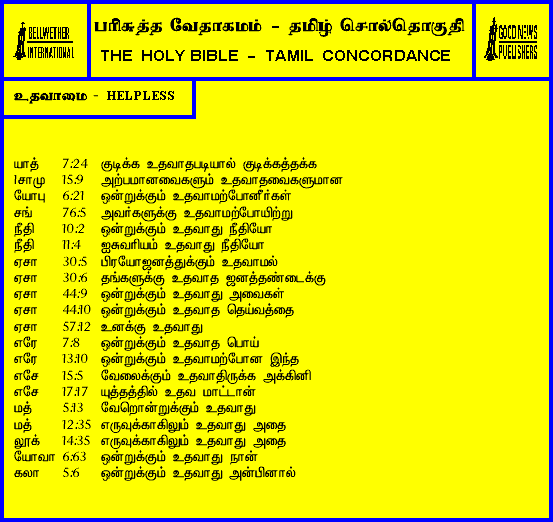 BELLWETHER
INTERNATIONAL
பரிசுத்த வேதாகமம் - தமிழ் சொல்தொகுதி
THE HOLY BIBLE - TAMIL CONCORDANCE
GOOD NEWS
PUBLISHERS
உதவாமை - HELPLESS
யாத் 7:24 குடிக்க உதவாதபடியால் குடிக்கத்தக்க
1சாமு 15:9 அற்பமானவைகளும் உதவாதவைகளுமான
யோபு 6:21 ஒன்றுக்கும் உதவாமற்போனீர்கள்
சங் 76:5 அவர்களுக்கு உதவாமற்போயிற்று
நீதி 10:2 ஒன்றுக்கும் உதவாது நீதியோ
நீதி 11:4 ஐசுவரியம் உதவாது நீதியோ
ஏசா 30:5 பிரயோஜனத்துக்கும் உதவாமல்
ஏசா 30:6 தங்களுக்கு உதவாத ஜனத்தண்டைக்கு
ஏசா 44:9 ஒன்றுக்கும் உதவாது அவைகள்
ஏசா 44:10 ஒன்றுக்கும் உதவாத தெய்வத்தை
ஏசா 57:12 உனக்கு உதவாது
எரே 7:8 ஒன்றுக்கும் உதவாத பொய்
எரே 13:10 ஒன்றுக்கும் உதவாமற்போன இந்த
எசே 15:5 வேலைக்கும் உதவாதிருக்க அக்கினி
எசே 17:17 யுத்தத்தில் உதவ மாட்டான்
மத் 5:13 வேறொன்றுக்கும் உதவாது
மத் 12:35 எருவுக்காகிலும் உதவாது அதை
லூக் 14:35 எருவுக்காகிலும் உதவாது அதை
யோவா 6:63 ஒன்றுக்கும் உதவாது நான்
கலா 5:6 ஒன்றுக்கும் உதவாது அன்பினால்